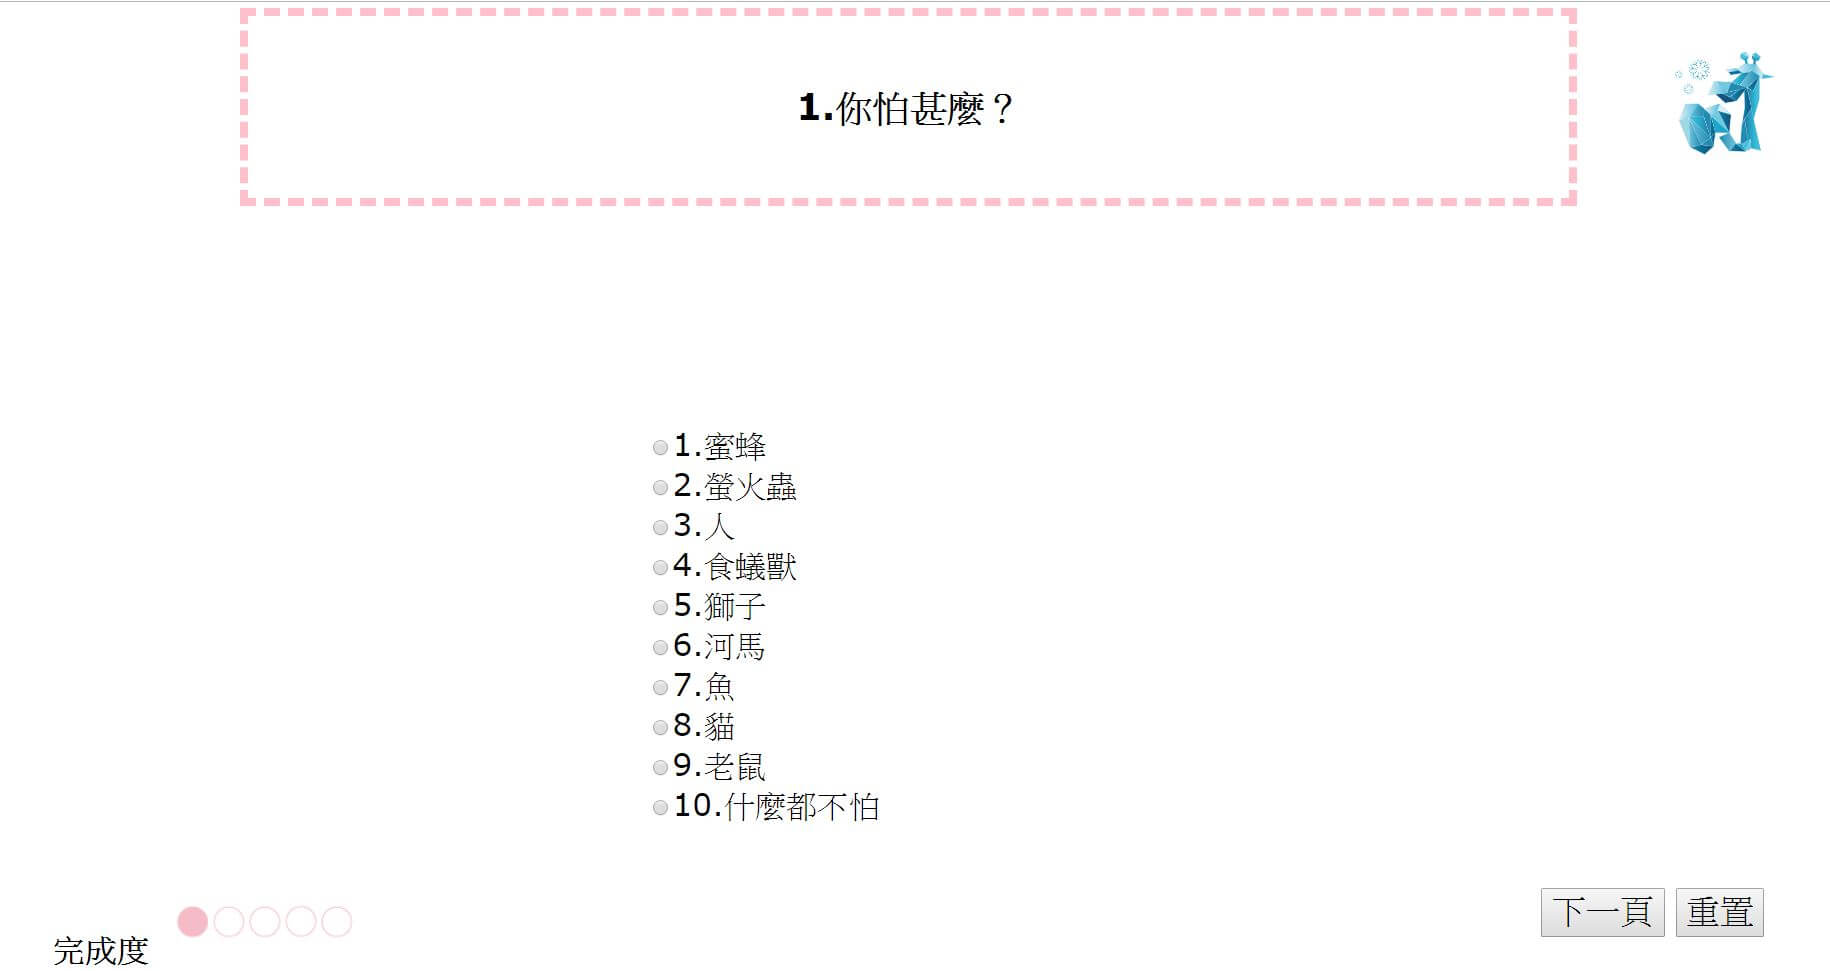 1.你怕甚麼？
1.蜜蜂
2.螢火蟲
3.人
4.食蟻獸
5.獅子
6.河馬
7.魚
8.貓
9.老鼠
10.什麼都不怕
下一頁 重置
完成度